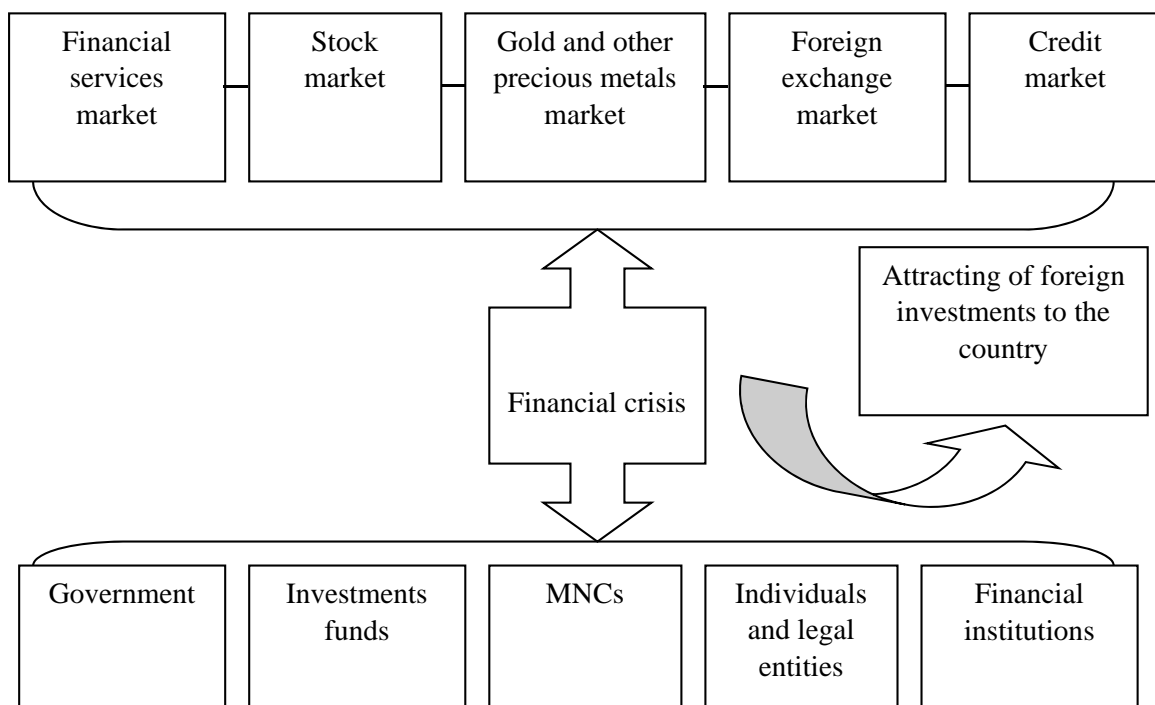 Financial
services
market
Stock
market
Gold and other
precious metals
market
Foreign
exchange
market
Credit
market
Attracting of foreign
investments to the
country
Financial crisis
Government
Investments
funds
MNCs
Individuals
and legal
entities
Financial
institutions